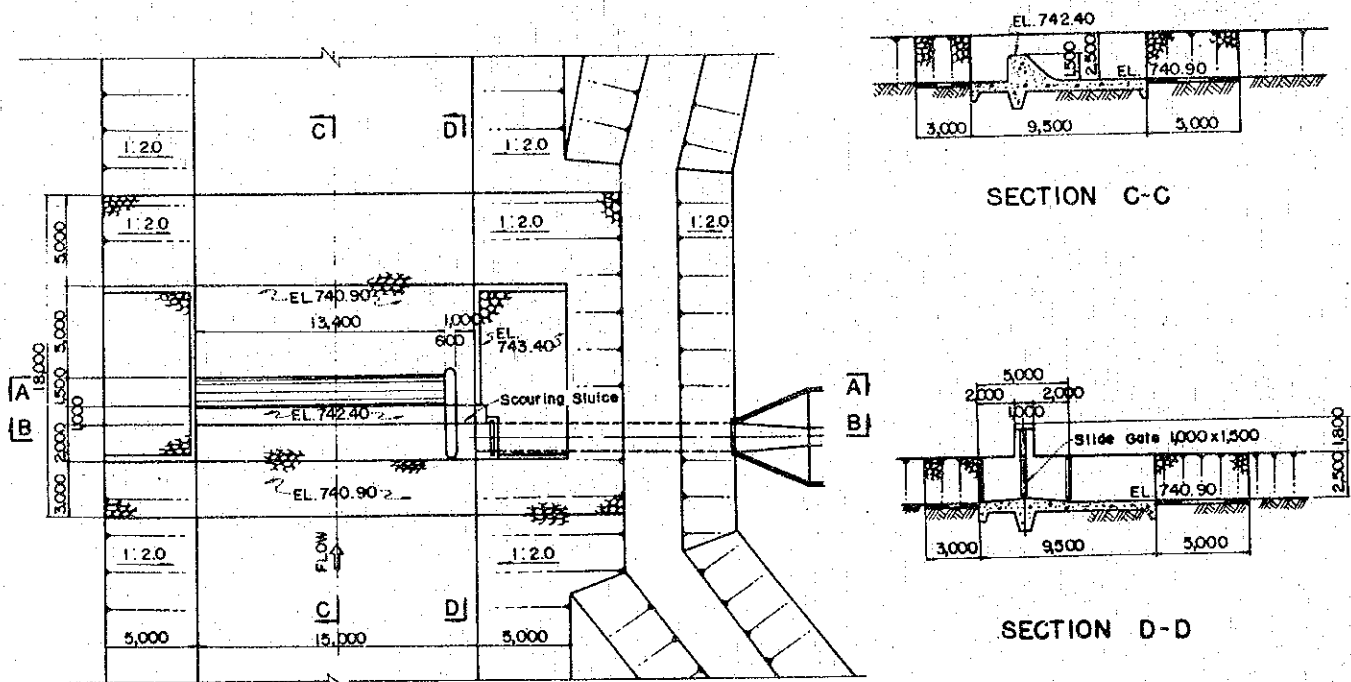 EL. 742.40
1,500
2,500
EL. 740.90
3,000
9,500
5,000
SECTION C-C
C
D
1:2.0
1:2.0
1:2.0
1:2.0
1:2.0
5,000
EL. 740.90
13,400
1,000
600
EL.
743.40
5,000
18,000
A
1,500
Scouring Sluice
A
EL. 742.40
1,000
B
B
2,000
EL. 740.90
3,000
FLOW
1:2.0
1:2.0
C
D
5,000
15,000
5,000
5,000
2,000
2,000
1,000
1,800
Slide Gate 1,000 x 1,500
2,500
EL. 740.90
3,000
9,500
5,000
SECTION D-D